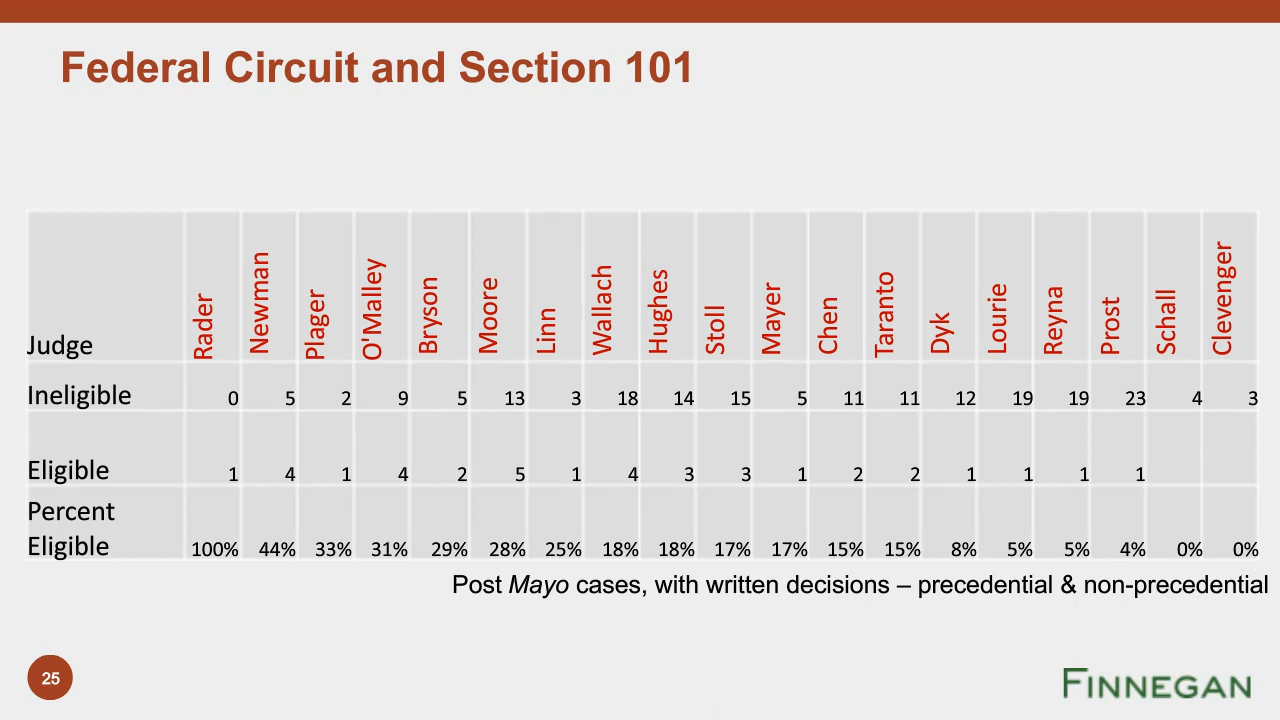 Federal Circuit and Section 101
Judge Rader Newman Plager O'Malley Bryson Moore Linn Wallach Hughes Stoll Mayer Chen Taranto Dyk Lourie Reyna Prost Schall Clevenger
Ineligible 0 5 2 9 5 13 3 18 14 15 5 11 11 12 19 19 23 4 3
Eligible 1 4 1 4 2 5 1 4 3 3 1 2 2 1 1 1 1
Percent
Eligible 100% 44% 33% 31% 29% 28% 25% 18% 18% 17% 17% 15% 15% 8% 5% 5% 4% 0% 0%
Post Mayo cases, with written decisions – precedential & non-precedential
25
FINNEGAN